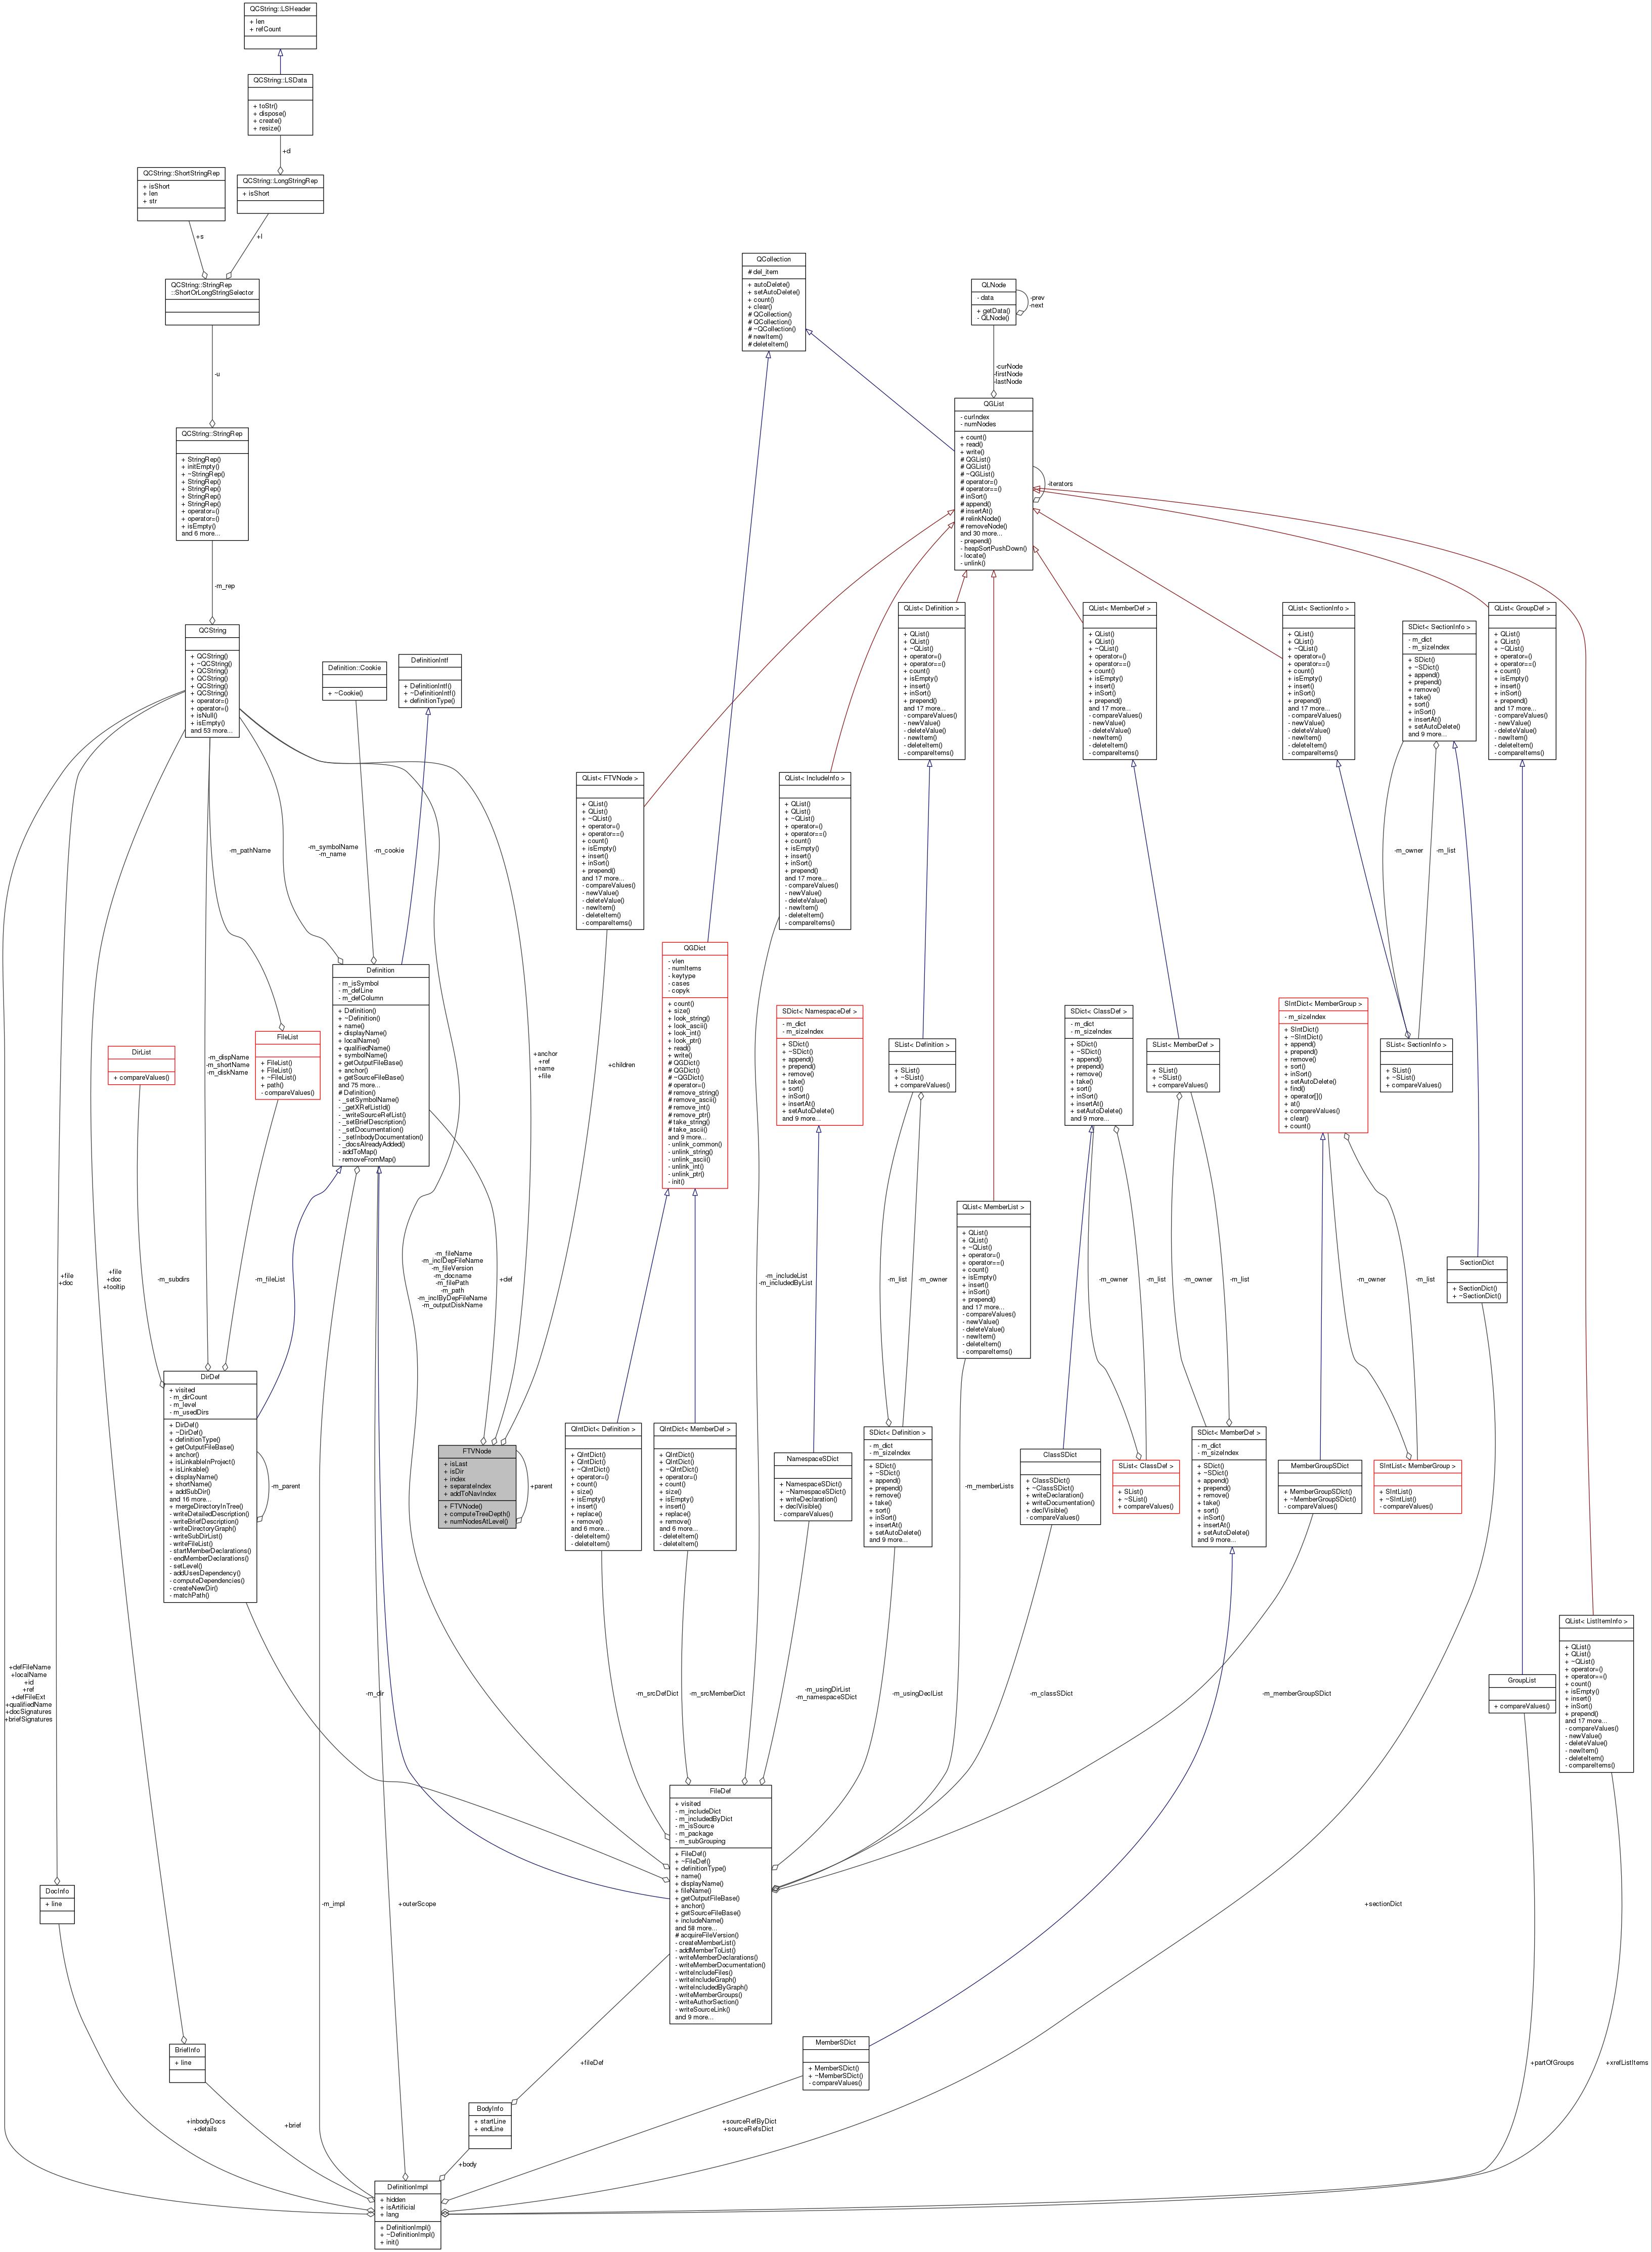 QCString::LSHeader
+ len
+ refCount
QCString::LSData
+ toStr()
+ dispose()
+ create()
+ resize()
+d
QCString::ShortStringRep
+ isShort
+ len
+ str
QCString::LongStringRep
+ isShort
+s
+l
QCString::StringRep
::ShortOrLongStringSelector
-u
QCollection
# del_item
+ autoDelete()
+ setAutoDelete()
+ count()
+ clear()
# QCollection()
# QCollection()
# ~QCollection()
# newItem()
# deleteItem()
QLNode
- data
+ getData()
- QLNode()
-prev
-next
-curNode
-firstNode
-lastNode
QGList
- curIndex
- numNodes
+ count()
+ read()
+ write()
# QGList()
# QGList()
# ~QGList()
# operator=()
# operator==()
# inSort()
# append()
# insertAt()
# relinkNode()
# removeNode()
and 30 more...
- prepend()
- heapSortPushDown()
- locate()
- unlink()
-iterators
QCString::StringRep
+ StringRep()
+ initEmpty()
+ ~StringRep()
+ StringRep()
+ StringRep()
+ StringRep()
+ StringRep()
+ operator=()
+ operator=()
+ isEmpty()
and 6 more...
-m_rep
QCString
+ QCString()
+ ~QCString()
+ QCString()
+ QCString()
+ QCString()
+ QCString()
+ operator=()
+ operator=()
+ isNull()
+ isEmpty()
and 53 more...
Definition::Cookie
+ ~Cookie()
DefinitionIntf
+ DefinitionIntf()
+ ~DefinitionIntf()
+ definitionType()
QList< Definition >
+ QList()
+ QList()
+ ~QList()
+ operator=()
+ operator==()
+ count()
+ isEmpty()
+ insert()
+ inSort()
+ prepend()
and 17 more...
- compareValues()
- newValue()
- deleteValue()
- newItem()
- deleteItem()
- compareItems()
QList< MemberDef >
+ QList()
+ QList()
+ ~QList()
+ operator=()
+ operator==()
+ count()
+ isEmpty()
+ insert()
+ inSort()
+ prepend()
and 17 more...
- compareValues()
- newValue()
- deleteValue()
- newItem()
- deleteItem()
- compareItems()
QList< SectionInfo >
+ QList()
+ QList()
+ ~QList()
+ operator=()
+ operator==()
+ count()
+ isEmpty()
+ insert()
+ inSort()
+ prepend()
and 17 more...
- compareValues()
- newValue()
- deleteValue()
- newItem()
- deleteItem()
- compareItems()
SDict< SectionInfo >
- m_dict
- m_sizeIndex
+ SDict()
+ ~SDict()
+ append()
+ prepend()
+ remove()
+ take()
+ sort()
+ inSort()
+ insertAt()
+ setAutoDelete()
and 9 more...
QList< GroupDef >
+ QList()
+ QList()
+ ~QList()
+ operator=()
+ operator==()
+ count()
+ isEmpty()
+ insert()
+ inSort()
+ prepend()
and 17 more...
- compareValues()
- newValue()
- deleteValue()
- newItem()
- deleteItem()
- compareItems()
QList< FTVNode >
+ QList()
+ QList()
+ ~QList()
+ operator=()
+ operator==()
+ count()
+ isEmpty()
+ insert()
+ inSort()
+ prepend()
and 17 more...
- compareValues()
- newValue()
- deleteValue()
- newItem()
- deleteItem()
- compareItems()
QList< IncludeInfo >
+ QList()
+ QList()
+ ~QList()
+ operator=()
+ operator==()
+ count()
+ isEmpty()
+ insert()
+ inSort()
+ prepend()
and 17 more...
- compareValues()
- newValue()
- deleteValue()
- newItem()
- deleteItem()
- compareItems()
-m_pathName
-m_symbolName
-m_name
-m_cookie
-m_owner
-m_list
Definition
- m_isSymbol
- m_defLine
- m_defColumn
+ Definition()
+ ~Definition()
+ name()
+ displayName()
+ localName()
+ qualifiedName()
+ symbolName()
+ getOutputFileBase()
+ anchor()
+ getSourceFileBase()
and 75 more...
# Definition()
- _setSymbolName()
- _getXRefListId()
- _writeSourceRefList()
- _setBriefDescription()
- _setDocumentation()
- _setInbodyDocumentation()
- _docsAlreadyAdded()
- addToMap()
- removeFromMap()
QGDict
- vlen
- numItems
- keytype
- cases
- copyk
+ count()
+ size()
+ look_string()
+ look_ascii()
+ look_int()
+ look_ptr()
+ read()
+ write()
# QGDict()
# QGDict()
# ~QGDict()
# operator=()
# remove_string()
# remove_ascii()
# remove_int()
# remove_ptr()
# take_string()
# take_ascii()
and 9 more...
- unlink_common()
- unlink_string()
- unlink_ascii()
- unlink_int()
- unlink_ptr()
- init()
SDict< NamespaceDef >
- m_dict
- m_sizeIndex
+ SDict()
+ ~SDict()
+ append()
+ prepend()
+ remove()
+ take()
+ sort()
+ inSort()
+ insertAt()
+ setAutoDelete()
and 9 more...
SDict< ClassDef >
- m_dict
- m_sizeIndex
+ SDict()
+ ~SDict()
+ append()
+ prepend()
+ remove()
+ take()
+ sort()
+ inSort()
+ insertAt()
+ setAutoDelete()
and 9 more...
SIntDict< MemberGroup >
- m_sizeIndex
+ SIntDict()
+ ~SIntDict()
+ append()
+ prepend()
+ remove()
+ sort()
+ inSort()
+ setAutoDelete()
+ find()
+ operator[]()
+ at()
+ compareValues()
+ clear()
+ count()
DirList
+ compareValues()
-m_dispName
-m_shortName
-m_diskName
FileList
+ FileList()
+ FileList()
+ ~FileList()
+ path()
- compareValues()
+anchor
+ref
+name
+file
+children
SList< Definition >
+ SList()
+ ~SList()
+ compareValues()
SList< MemberDef >
+ SList()
+ ~SList()
+ compareValues()
SList< SectionInfo >
+ SList()
+ ~SList()
+ compareValues()
QList< MemberList >
+ QList()
+ QList()
+ ~QList()
+ operator=()
+ operator==()
+ count()
+ isEmpty()
+ insert()
+ inSort()
+ prepend()
and 17 more...
- compareValues()
- newValue()
- deleteValue()
- newItem()
- deleteItem()
- compareItems()
SectionDict
+ SectionDict()
+ ~SectionDict()
+file
+doc
+file
+doc
+tooltip
-m_subdirs
-m_fileList
-m_fileName
-m_inclDepFileName
-m_fileVersion
-m_docname
-m_filePath
-m_path
-m_inclByDepFileName
-m_outputDiskName
+def
-m_includeList
-m_includedByList
-m_list
-m_owner
-m_owner
-m_list
-m_owner
-m_list
-m_owner
-m_list
DirDef
+ visited
- m_dirCount
- m_level
- m_usedDirs
+ DirDef()
+ ~DirDef()
+ definitionType()
+ getOutputFileBase()
+ anchor()
+ isLinkableInProject()
+ isLinkable()
+ displayName()
+ shortName()
+ addSubDir()
and 16 more...
+ mergeDirectoryInTree()
- writeDetailedDescription()
- writeBriefDescription()
- writeDirectoryGraph()
- writeSubDirList()
- writeFileList()
- startMemberDeclarations()
- endMemberDeclarations()
- setLevel()
- addUsesDependency()
- computeDependencies()
- createNewDir()
- matchPath()
-m_parent
FTVNode
+ isLast
+ isDir
+ index
+ separateIndex
+ addToNavIndex
+ FTVNode()
+ computeTreeDepth()
+ numNodesAtLevel()
+parent
QIntDict< Definition >
+ QIntDict()
+ QIntDict()
+ ~QIntDict()
+ operator=()
+ count()
+ size()
+ isEmpty()
+ insert()
+ replace()
+ remove()
and 6 more...
- deleteItem()
- deleteItem()
QIntDict< MemberDef >
+ QIntDict()
+ QIntDict()
+ ~QIntDict()
+ operator=()
+ count()
+ size()
+ isEmpty()
+ insert()
+ replace()
+ remove()
and 6 more...
- deleteItem()
- deleteItem()
NamespaceSDict
+ NamespaceSDict()
+ ~NamespaceSDict()
+ writeDeclaration()
+ declVisible()
- compareValues()
SDict< Definition >
- m_dict
- m_sizeIndex
+ SDict()
+ ~SDict()
+ append()
+ prepend()
+ remove()
+ take()
+ sort()
+ inSort()
+ insertAt()
+ setAutoDelete()
and 9 more...
-m_memberLists
ClassSDict
+ ClassSDict()
+ ~ClassSDict()
+ writeDeclaration()
+ writeDocumentation()
+ declVisible()
- compareValues()
SList< ClassDef >
+ SList()
+ ~SList()
+ compareValues()
SDict< MemberDef >
- m_dict
- m_sizeIndex
+ SDict()
+ ~SDict()
+ append()
+ prepend()
+ remove()
+ take()
+ sort()
+ inSort()
+ insertAt()
+ setAutoDelete()
and 9 more...
MemberGroupSDict
+ MemberGroupSDict()
+ ~MemberGroupSDict()
- compareValues()
SIntList< MemberGroup >
+ SIntList()
+ ~SIntList()
- compareValues()
QList< ListItemInfo >
+ QList()
+ QList()
+ ~QList()
+ operator=()
+ operator==()
+ count()
+ isEmpty()
+ insert()
+ inSort()
+ prepend()
and 17 more...
- compareValues()
- newValue()
- deleteValue()
- newItem()
- deleteItem()
- compareItems()
GroupList
+ compareValues()
+defFileName
+localName
+id
+ref
+defFileExt
+qualifiedName
+docSignatures
+briefSignatures
-m_dir
-m_srcDefDict
-m_srcMemberDict
-m_usingDirList
-m_namespaceSDict
-m_usingDeclList
-m_classSDict
-m_memberGroupSDict
FileDef
+ visited
- m_includeDict
- m_includedByDict
- m_isSource
- m_package
- m_subGrouping
+ FileDef()
+ ~FileDef()
+ definitionType()
+ name()
+ displayName()
+ fileName()
+ getOutputFileBase()
+ anchor()
+ getSourceFileBase()
+ includeName()
and 58 more...
# acquireFileVersion()
- createMemberList()
- addMemberToList()
- writeMemberDeclarations()
- writeMemberDocumentation()
- writeIncludeFiles()
- writeIncludeGraph()
- writeIncludedByGraph()
- writeMemberGroups()
- writeAuthorSection()
- writeSourceLink()
and 9 more...
DocInfo
+ line
-m_impl
+outerScope
+sectionDict
BriefInfo
+ line
+fileDef
MemberSDict
+ MemberSDict()
+ ~MemberSDict()
- compareValues()
+partOfGroups
+xrefListItems
BodyInfo
+ startLine
+ endLine
+inbodyDocs
+details
+brief
+sourceRefByDict
+sourceRefsDict
+body
DefinitionImpl
+ hidden
+ isArtificial
+ lang
+ DefinitionImpl()
+ ~DefinitionImpl()
+ init()